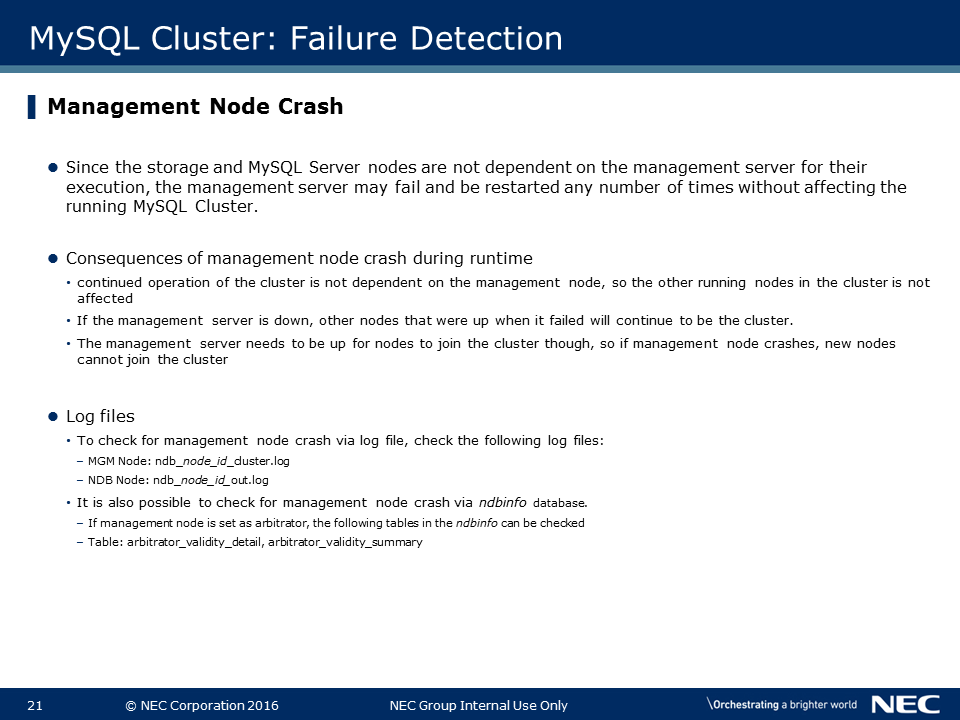 MySQL Cluster: Failure Detection
Management Node Crash
● Since the storage and MySQL Server nodes are not dependent on the management server for their
execution, the management server may fail and be restarted any number of times without affecting the
running MySQL Cluster.
● Consequences of management node crash during runtime
• continued operation of the cluster is not dependent on the management node, so the other running nodes in the cluster is not
affected
• If the management server is down, other nodes that were up when it failed will continue to be the cluster.
• The management server needs to be up for nodes to join the cluster though, so if management node crashes, new nodes
cannot join the cluster
● Log files
• To check for management node crash via log file, check the following log files:
– MGM Node: ndb_node_id_cluster.log
– NDB Node: ndb_node_id_out.log
• It is also possible to check for management node crash via ndbinfo database.
– If management node is set as arbitrator, the following tables in the ndbinfo can be checked
– Table: arbitrator_validity_detail, arbitrator_validity_summary
21 © NEC Corporation 2016 NEC Group Internal Use Only \Orchestrating a brighter world NEC